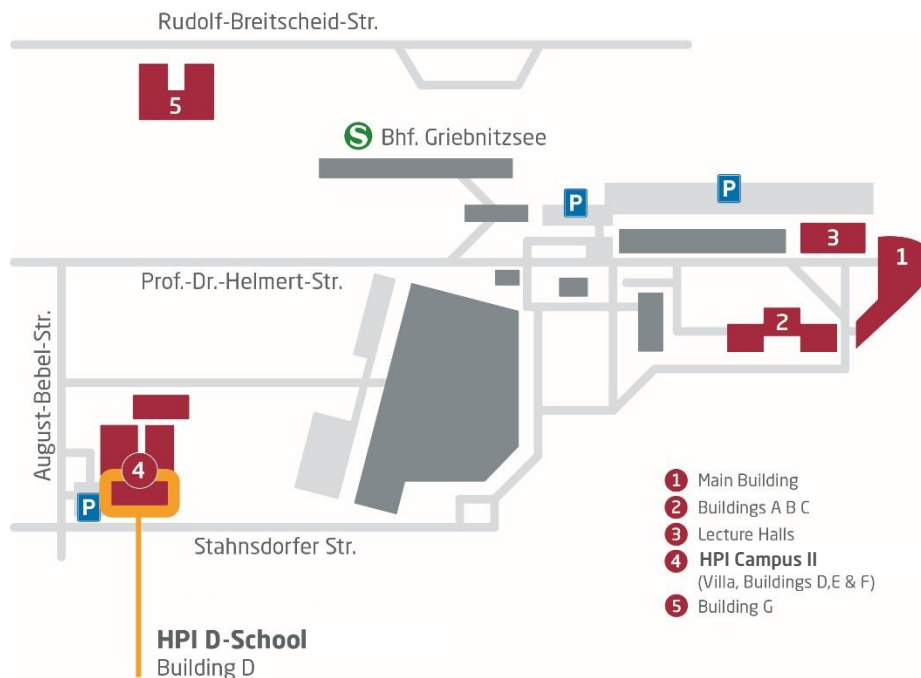 Rudolf-Breitscheid-Str.
5
S Bhf. Griebnitzsee
P
P
3
1
Prof.-Dr.-Helmert-Str.
2
August-Bebel-Str.
4
P
Stahnsdorfer Str.
1 Main Building
2 Buildings A B C
3 Lecture Halls
4 HPI Campus II
(Villa, Buildings D,E & F)
5 Building G
HPI D-School
Building D